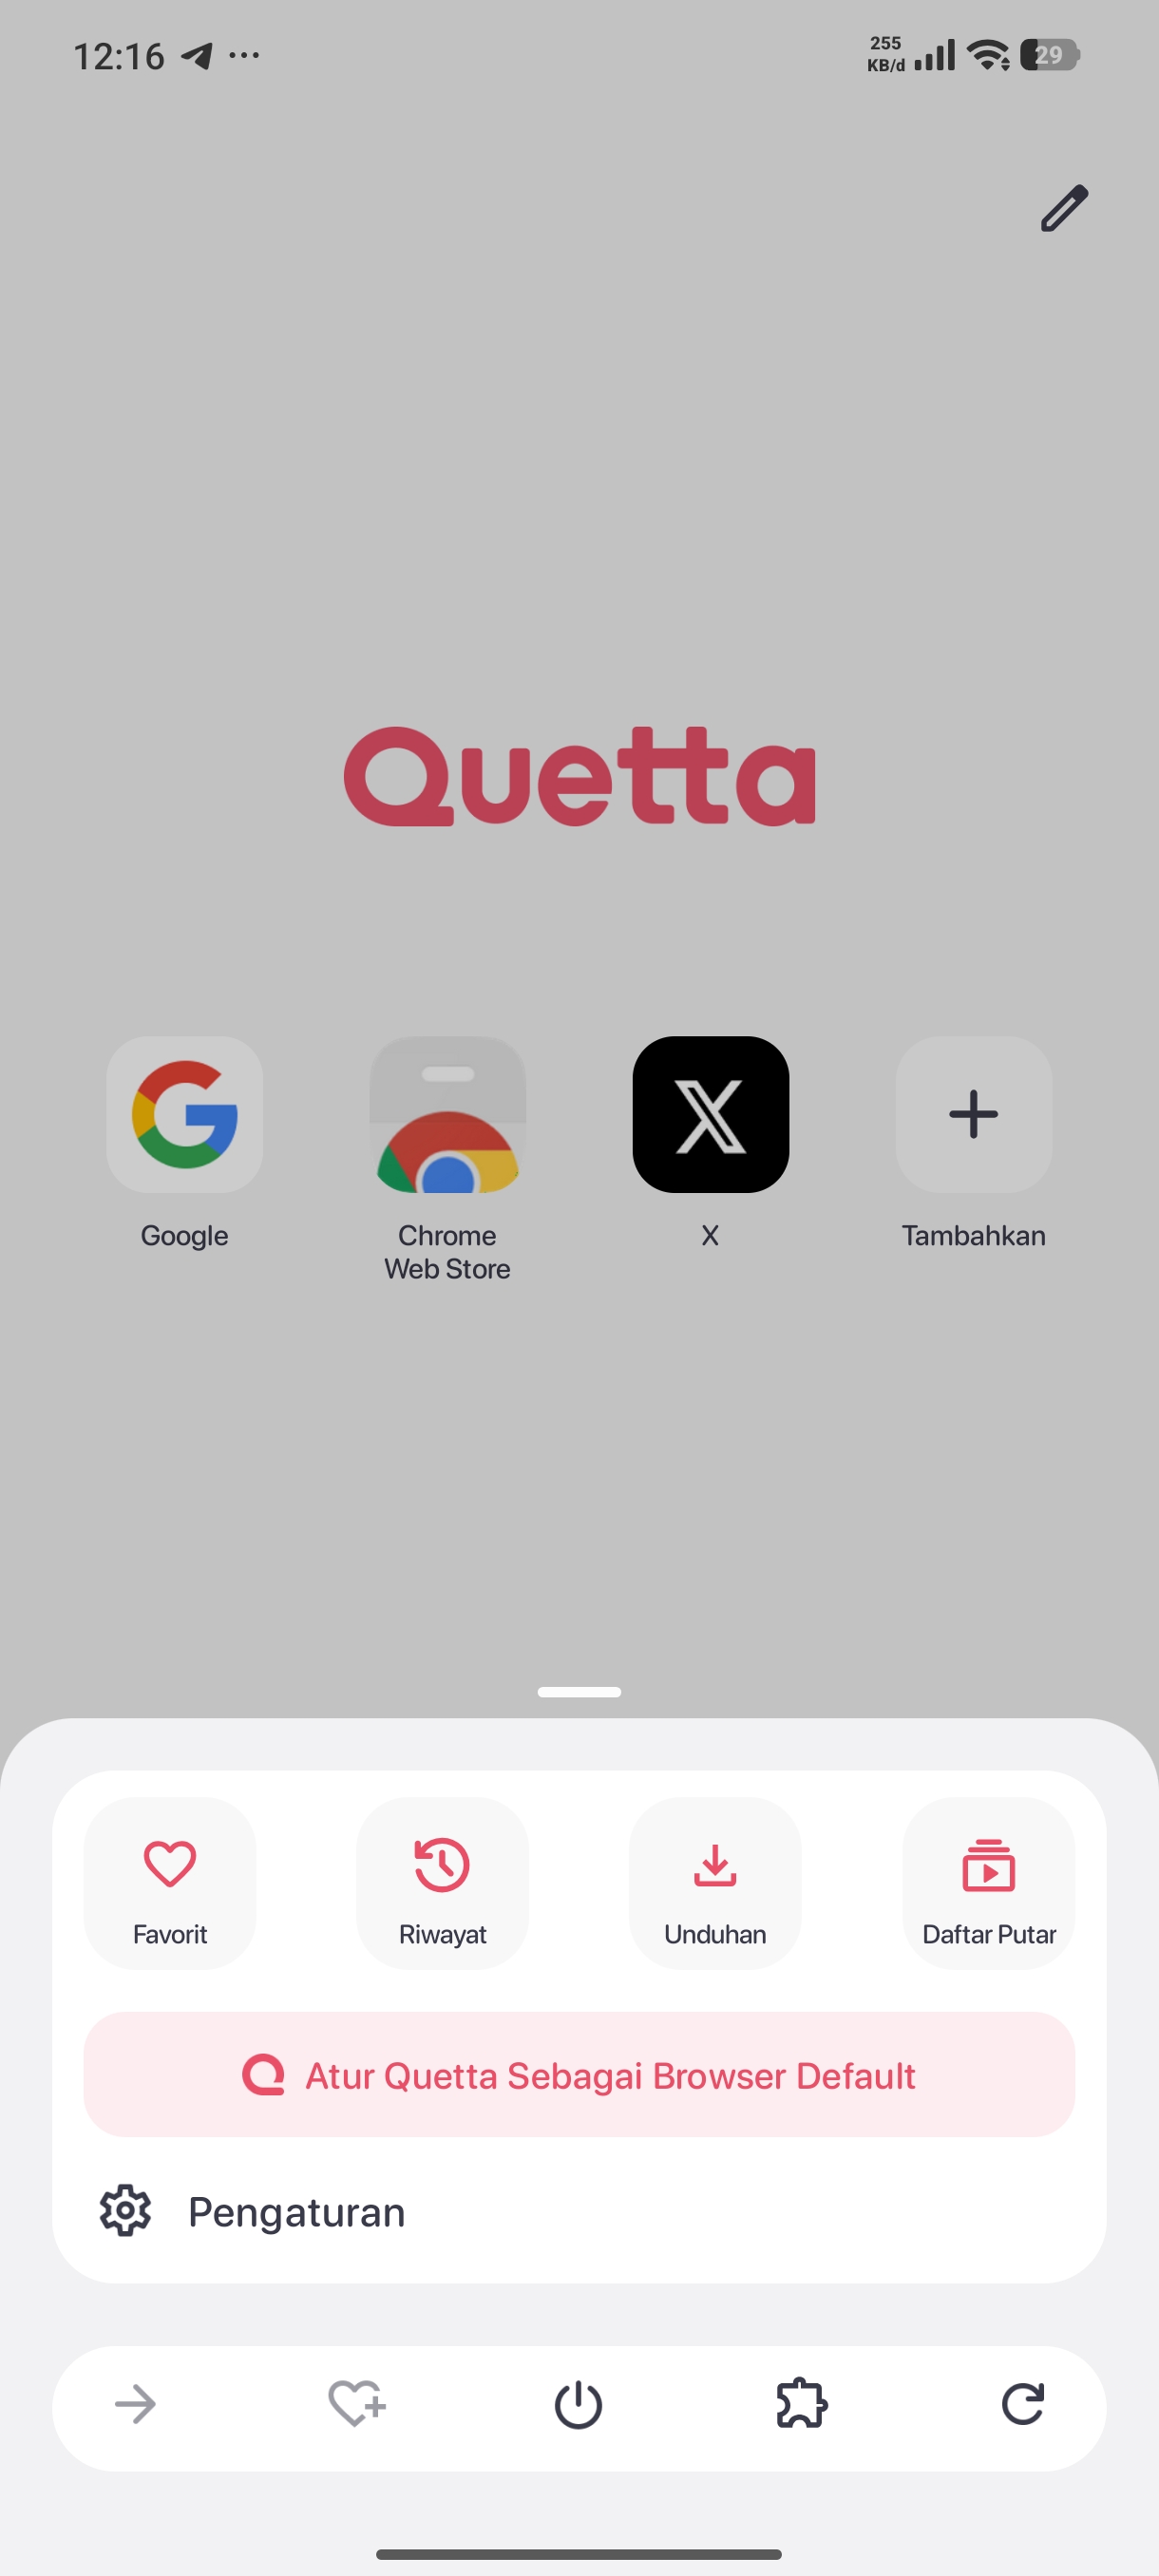 12:16
255
KB/d
29
Quetta
Google
Chrome
Web Store
X
Tambahkan
Favorit
Riwayat
Unduhan
Daftar Putar
Atur Quetta Sebagai Browser Default
Pengaturan